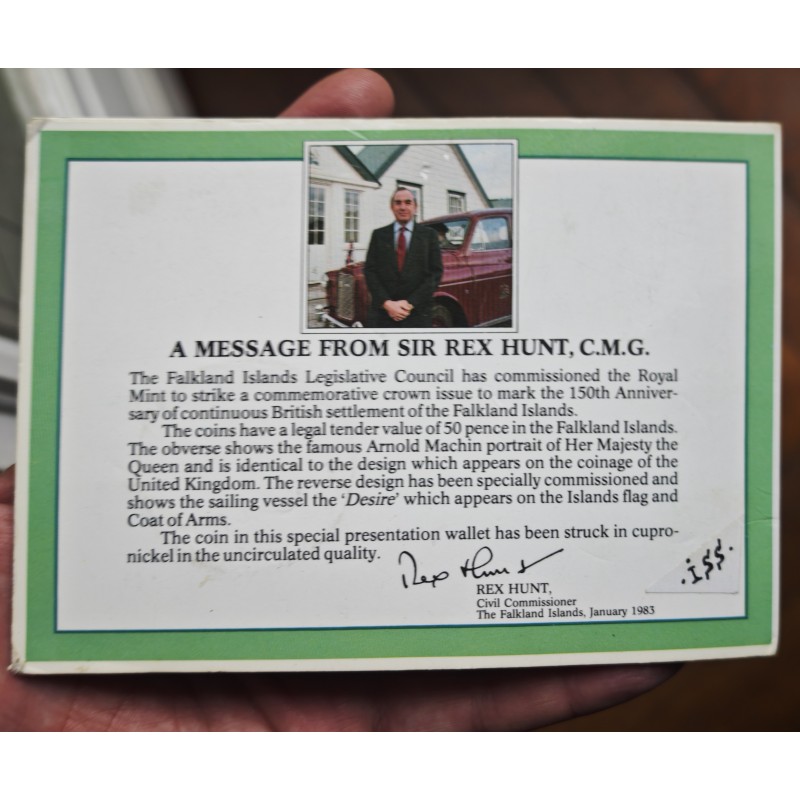 A MESSAGE FROM SIR REX HUNT, C.M.G.
The Falkland Islands Legislative Council has commissioned the Royal
Mint to strike a commemorative crown issue to mark the 150th Anniver-
sary of continuous British settlement of the Falkland Islands.
The coins have a legal tender value of 50 pence in the Falkland Islands.
The obverse shows the famous Arnold Machin portrait of Her Majesty the
Queen and is identical to the design which appears on the coinage of the
United Kingdom. The reverse design has been specially commissioned and
shows the sailing vessel the ‘Desire’ which appears on the Islands flag and
Coat of Arms.
The coin in this special presentation wallet has been struck in cupro-
nickel in the uncirculated quality.
Rex Hunt
REX HUNT,
Civil Commissioner
The Falkland Islands, January 1983